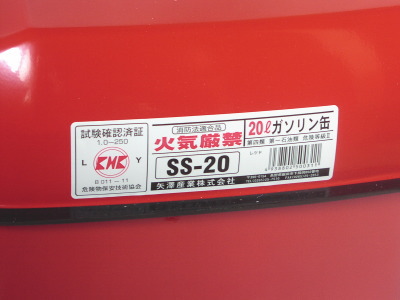 試験確認済証
1.0-250
L KHK Y
0011-11
危険物保安技術協会
消防法適合品
火気厳禁
SS-20
矢澤産業株式会社
20ℓガソリン缶
第四類 第一石油類 危険等級Ⅱ